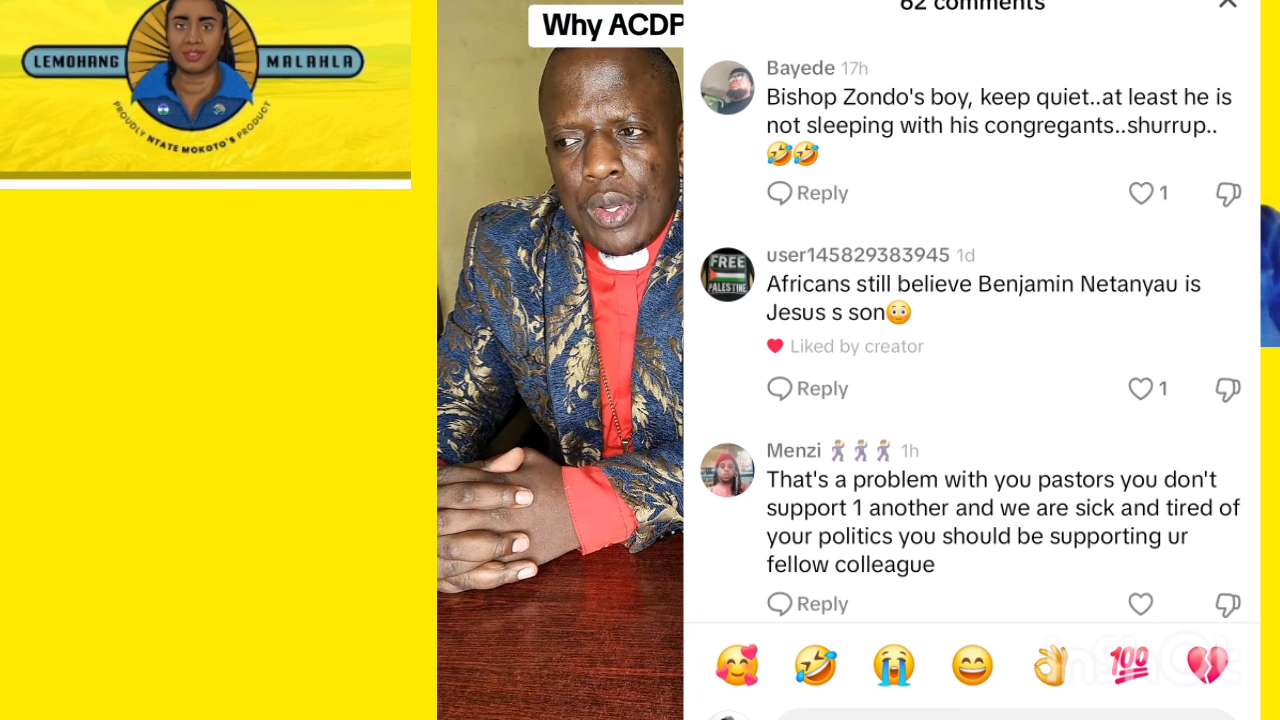 LEMOHANG
MALAHLA
PROUDLY NTATE MOKOTO'S PRODUCT
Why ACDP
62 comments
Bayede 17h
Bishop Zondo's boy, keep quiet..at least he is
not sleeping with his congregants..shurrup..
🤣🤣
Reply
1
FREE
PALESTINE
user145829383945 1d
Africans still believe Benjamin Netanyau is
Jesus s son😳
Liked by creator
Reply
1
Menzi 1h
That's a problem with you pastors you don't
support 1 another and we are sick and tired of
your politics you should be supporting ur
fellow colleague
Reply
100
InShOt